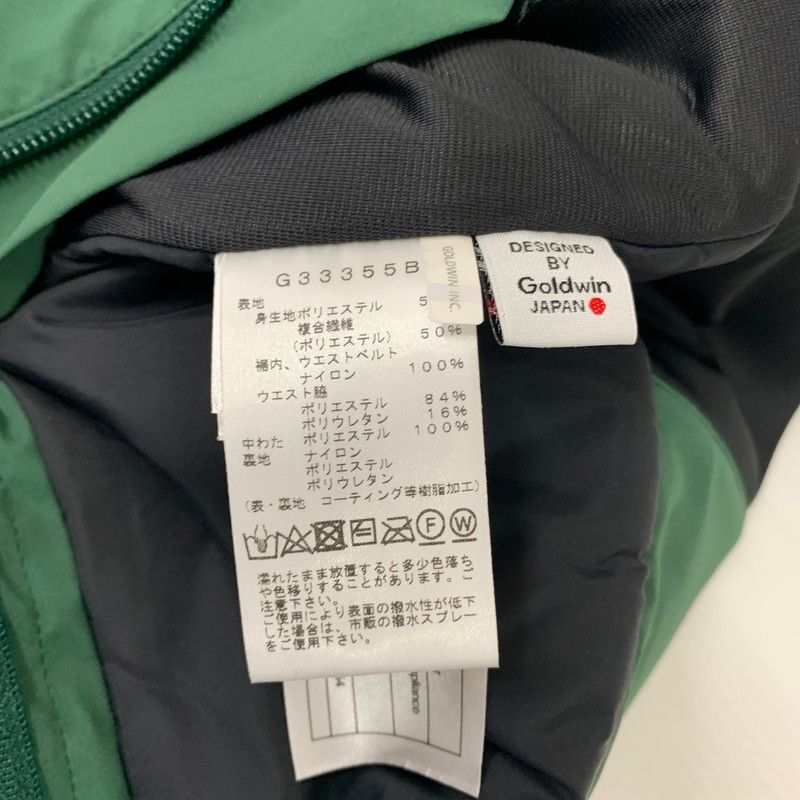 G33355B
GOLDWIN INC.
DESIGNED
BY
Goldwin
JAPAN
表地
身生地 ポリエステル 5
複合繊維
(ポリエステル) 50%
裾内、ウエストベルト
ナイロン 100%
ウエスト脇
ポリエステル 84%
ポリウレタン 16%
中わた ポリエステル 100%
裏地 ナイロン
ポリエステル
ポリウレタン
(表・裏地 コーティング等樹脂加工)
F W
濡れたまま放置すると多少色落ち
や色移りすることがあります。ご
注意下さい。
ご使用により表面の撥水性が低下
した場合は、市販の撥水スプレー
をご使用下さい。